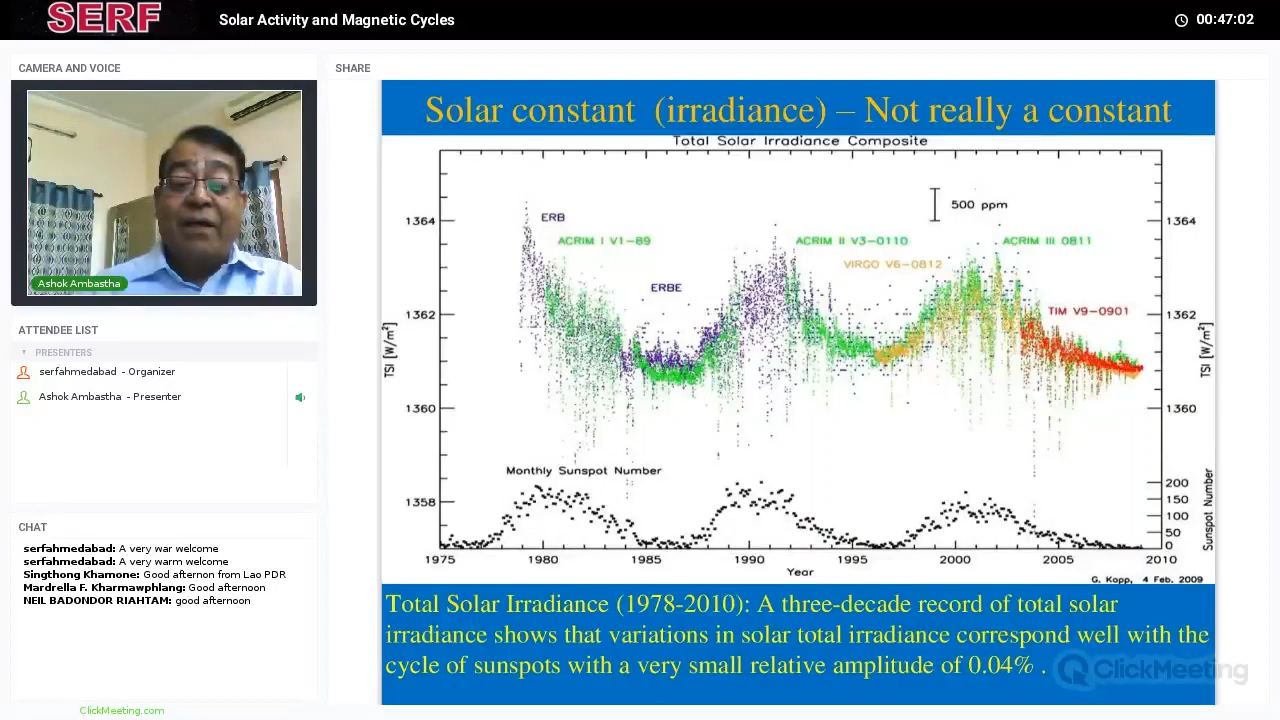 SERF
Solar Activity and Magnetic Cycles
00:47:02
CAMERA AND VOICE
Ashok Ambastha
ATTENDEE LIST
PRESENTERS
serfahmedabad - Organizer
Ashok Ambastha - Presenter
CHAT
serfahmedabad: A very war welcome
serfahmedabad: A very warm welcome
Singthong Khamone: Good afternon from Lao PDR
Mardrella F. Kharmawphlang: Good afternoon
NEIL BADONDOR RIAHTAM: good afternoon
ClickMeeting.com
SHARE
Solar constant (irradiance) – Not really a constant
Total Solar Irradiance Composite
500 ppm
1364
1364
ERB
ACRIM I V1-89
ACRIM II V3-0110
ACRIM III 0811
VIRGO V6-0812
ERBE
TIM V9-0901
1362
1362
TSI [W/m²]
TSI [W/m²]
1360
1360
Monthly Sunspot Number
1358
200
150
100
50
0
Sunspot Number
1975
1980
1985
1990
1995
2000
2005
2010
Year
G. Kopp, 4 Feb. 2009
Total Solar Irradiance (1978-2010): A three-decade record of total solar
irradiance shows that variations in solar total irradiance correspond well with the
cycle of sunspots with a very small relative amplitude of 0.04% .
ClickMeeting